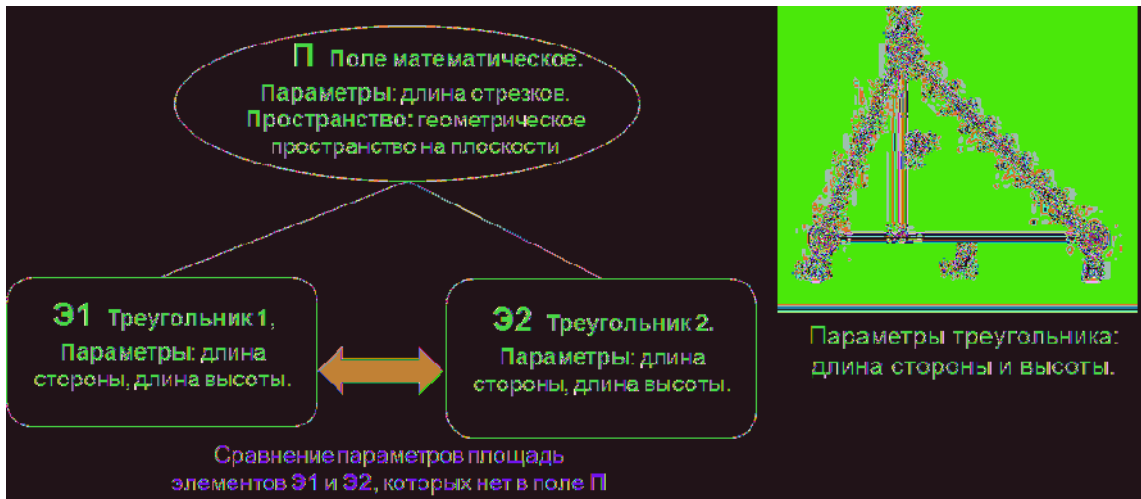 П Поле математическое.
Параметры: длина отрезков.
Пространство: геометрическое
пространство на плоскости
Э1 Треугольник 1,
Параметры: длина
стороны, длина высоты.
Э2 Треугольник 2.
Параметры: длина
стороны, длина высоты.
Сравнение параметров площадь
элементов Э1 и Э2, которых нет в поле П
Параметры треугольника:
длина стороны и высоты.